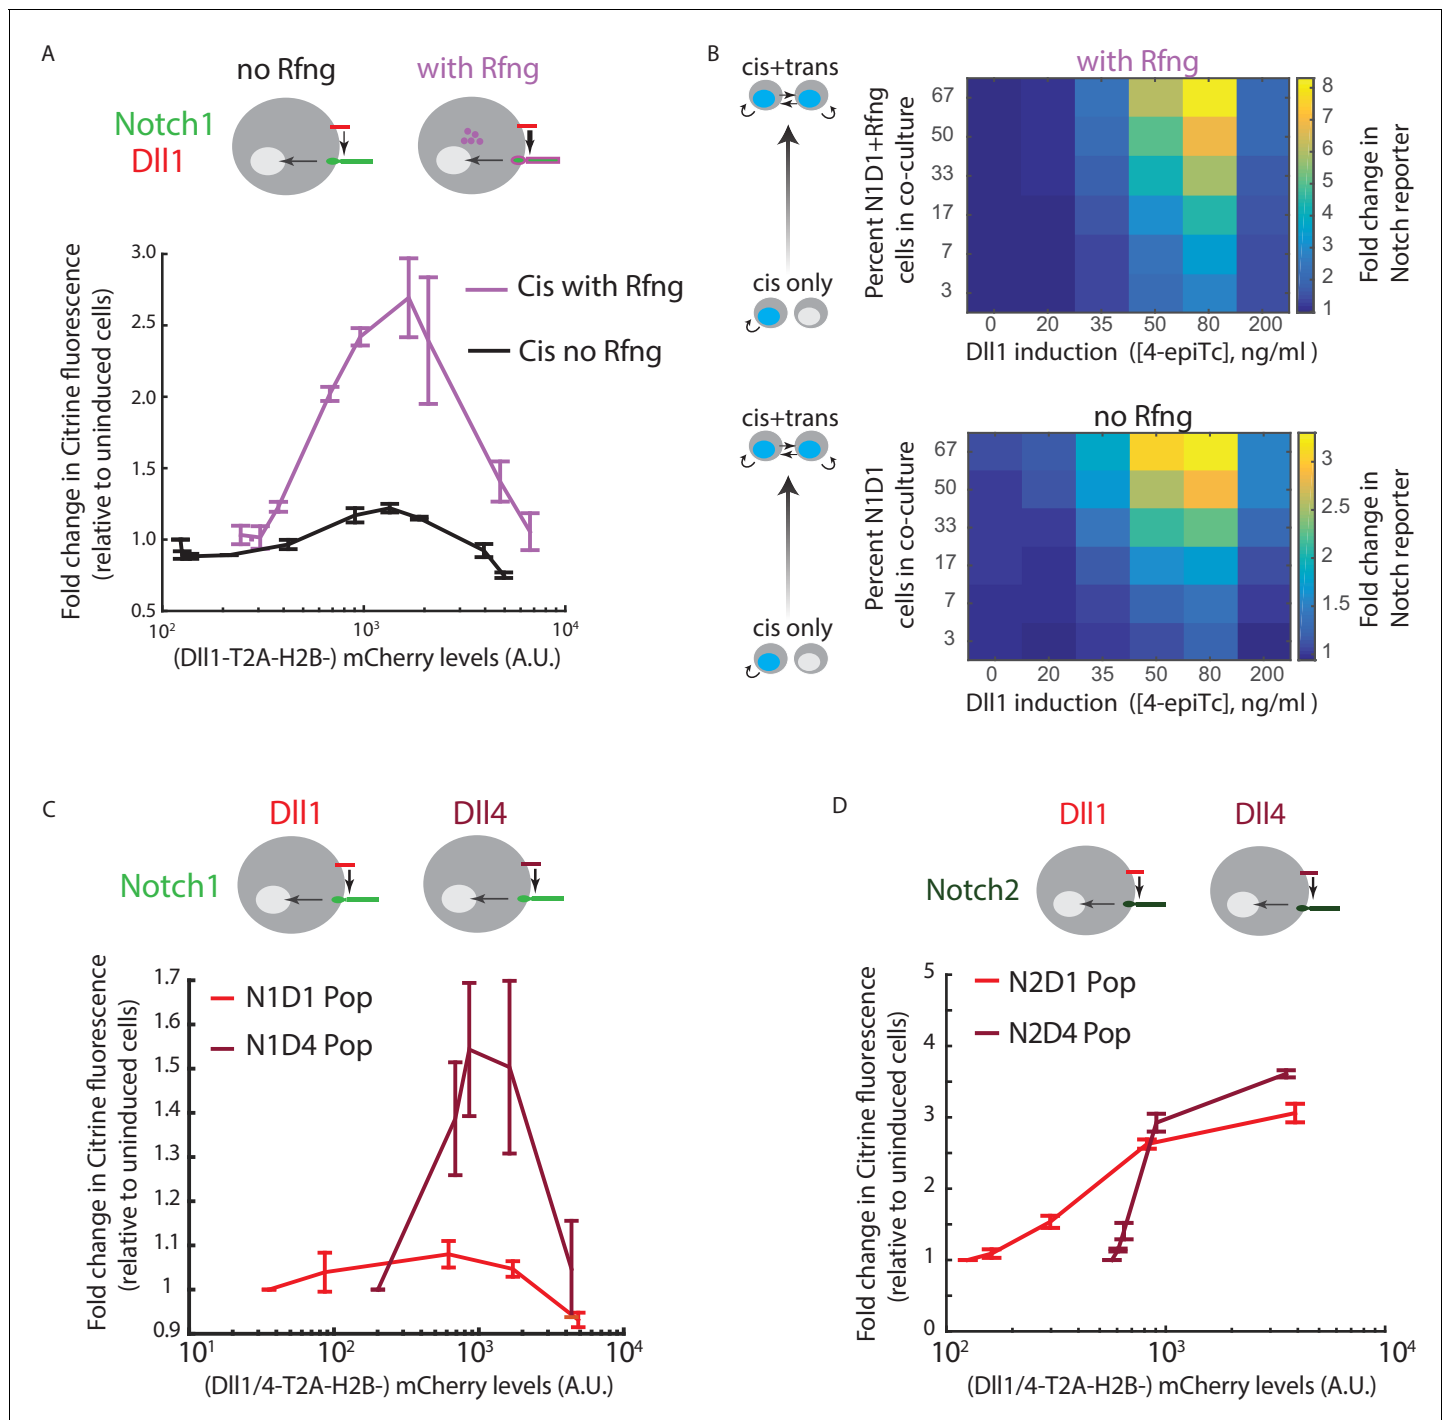 A
no Rfng
with Rfng
Notch1
Dll1
Fold change in Citrine fluorescence
(relative to uninduced cells)
3.0
2.5
2.0
1.5
1.0
0.5
Cis with Rfng
Cis no Rfng
10²
10³
10⁴
(Dll1-T2A-H2B-) mCherry levels (A.U.)
B
with Rfng
cis+trans
cis only
Percent N1D1+Rfng
cells in co-culture
67
50
33
17
7
3
0 20 35 50 80 200
Dll1 induction ([4-epiTc], ng/ml )
8
7
6
5
4
3
2
1
Fold change in
Notch reporter
no Rfng
cis+trans
cis only
Percent N1D1
cells in co-culture
67
50
33
17
7
3
0 20 35 50 80 200
Dll1 induction ([4-epiTc], ng/ml )
3
2.5
2
1.5
1
Fold change in
Notch reporter
C
Dll1
Dll4
Notch1
Fold change in Citrine fluorescence
(relative to uninduced cells)
1.7
1.6
1.5
1.4
1.3
1.2
1.1
1
0.9
N1D1 Pop
N1D4 Pop
10¹
10²
10³
10⁴
(Dll1/4-T2A-H2B-) mCherry levels (A.U.)
D
Dll1
Dll4
Notch2
Fold change in Citrine fluorescence
(relative to uninduced cells)
5
4
3
2
1
0
N2D1 Pop
N2D4 Pop
10²
10³
10⁴
(Dll1/4-T2A-H2B-) mCherry levels (A.U.)